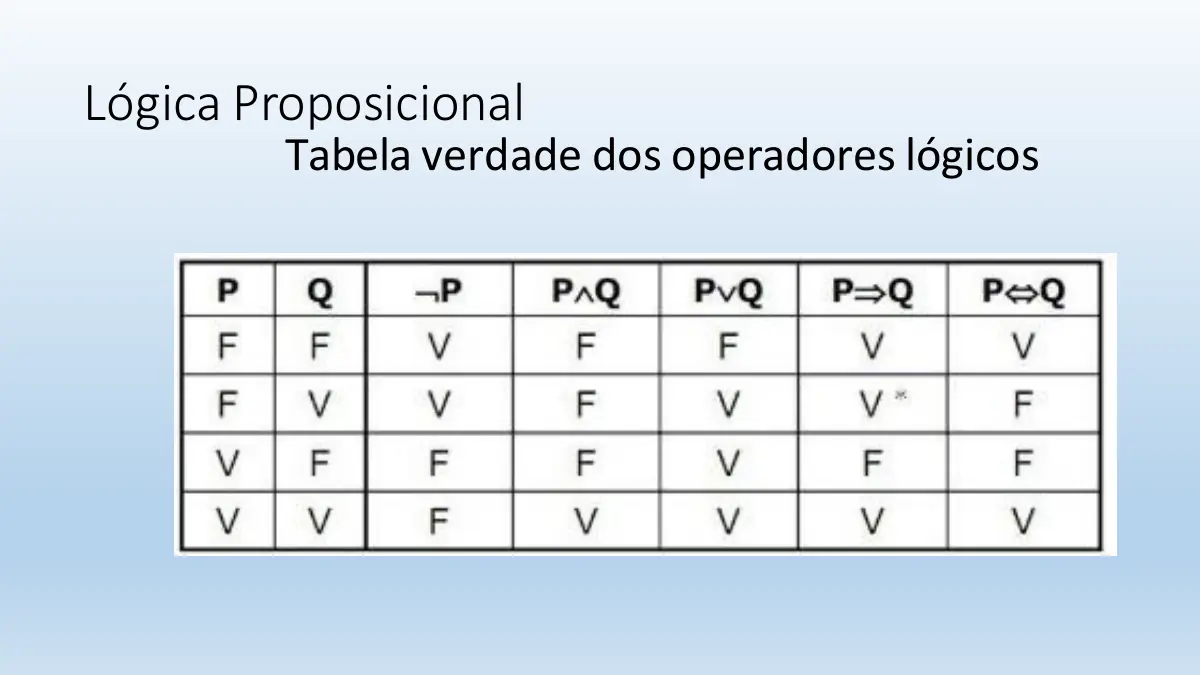 Lógica Proposicional
Tabela verdade dos operadores lógicos
P Q ¬P P∧Q P∨Q P⇒Q P⇔Q
F F V F F V V
F V V F V V * F
V F F F V F F
V V F V V V V